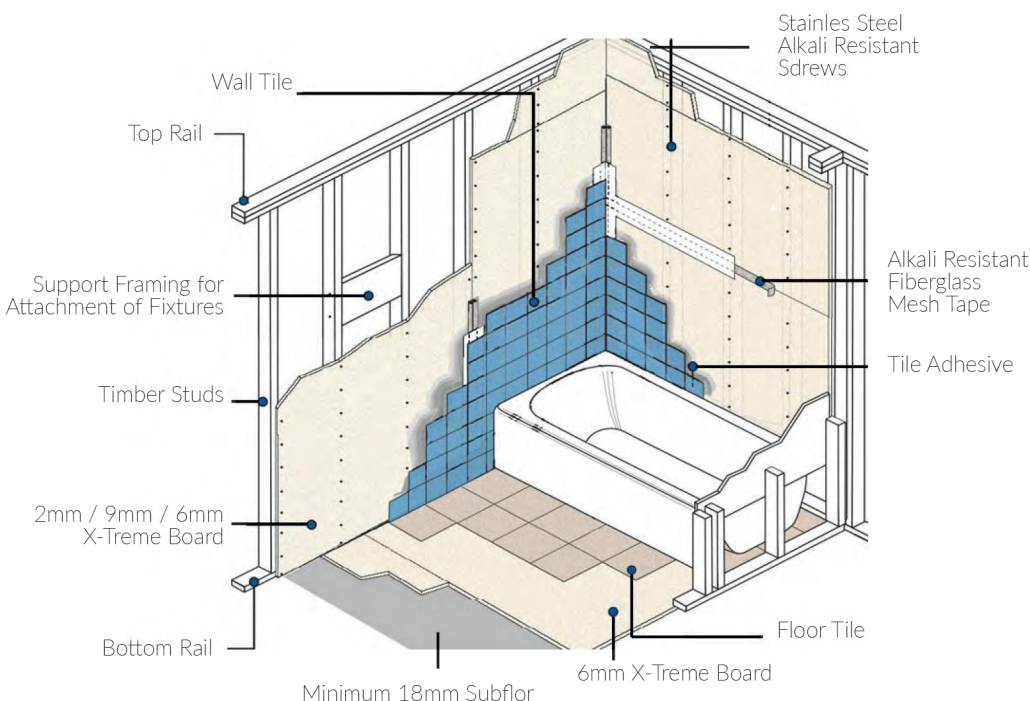 Stainles Steel
Alkali Resistant
Sdrews
Wall Tile
Top Rail
Support Framing for
Attachment of Fixtures
Alkali Resistant
Fiberglass
Mesh Tape
Tile Adhesive
Timber Studs
2mm / 9mm / 6mm
X-Treme Board
Bottom Rail
Floor Tile
6mm X-Treme Board
Minimum 18mm Subflor